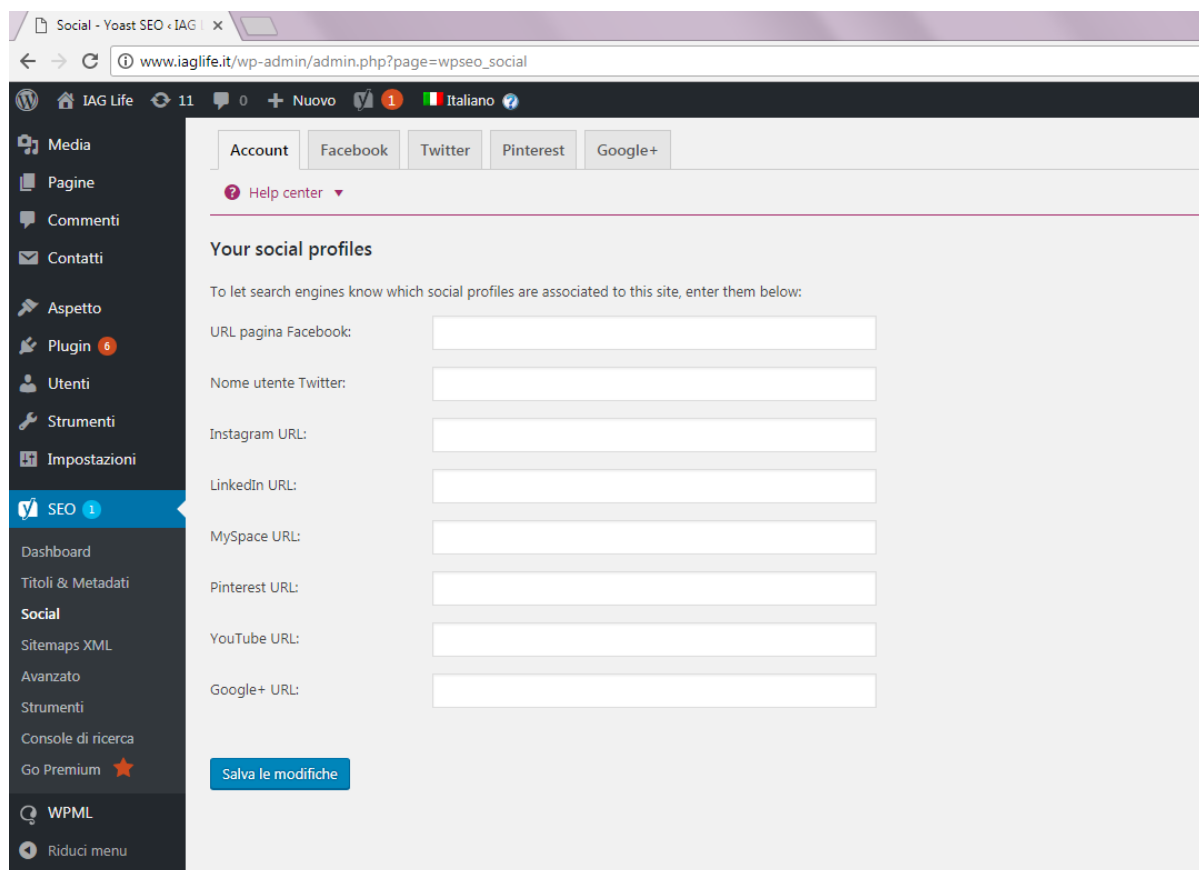 Social - Yoast SEO ‹ IAG L
www.iaglife.it/wp-admin/admin.php?page=wpseo_social
IAG Life 11 0 + Nuovo 1 Italiano
Media
Pagine
Commenti
Contatti
Aspetto
Plugin 6
Utenti
Strumenti
Impostazioni
SEO 1
Dashboard
Titoli & Metadati
Social
Sitemaps XML
Avanzato
Strumenti
Console di ricerca
Go Premium
WPML
Riduci menu
Account Facebook Twitter Pinterest Google+
Help center
Your social profiles
To let search engines know which social profiles are associated to this site, enter them below:
URL pagina Facebook:
Nome utente Twitter:
Instagram URL:
LinkedIn URL:
MySpace URL:
Pinterest URL:
YouTube URL:
Google+ URL:
Salva le modifiche